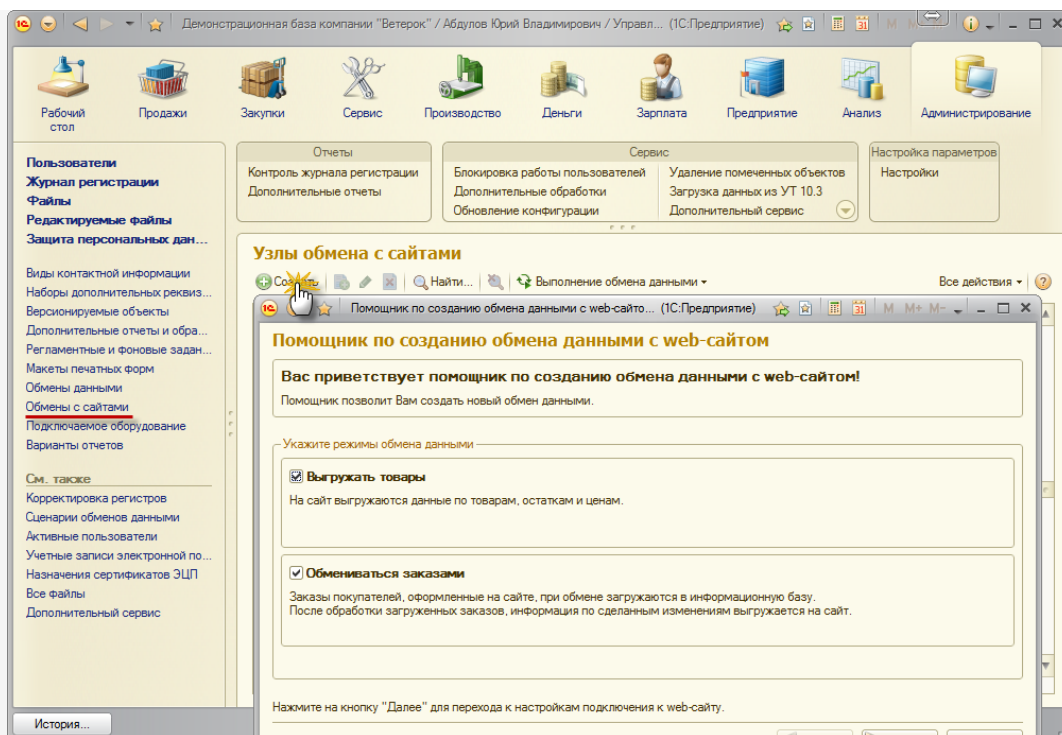 Демонстрационная база компании "Ветерок" / Абдулов Юрий Владимирович / Управл... (1С:Предприятие)
Рабочий стол
Продажи
Закупки
Сервис
Производство
Деньги
Зарплата
Предприятие
Анализ
Администрирование
Пользователи
Журнал регистрации
Файлы
Редактируемые файлы
Защита персональных дан...
Виды контактной информации
Наборы дополнительных реквиз...
Версионируемые объекты
Дополнительные отчеты и обра...
Регламентные и фоновые задан...
Макеты печатных форм
Обмены данными
Обмены с сайтами
Подключаемое оборудование
Варианты отчетов
См. также
Корректировка регистров
Сценарии обменов данными
Активные пользователи
Учетные записи электронной по...
Назначения сертификатов ЭЦП
Все файлы
Дополнительный сервис
История...
Отчеты
Контроль журнала регистрации
Дополнительные отчеты
Сервис
Блокировка работы пользователей
Дополнительные обработки
Обновление конфигурации
Удаление помеченных объектов
Загрузка данных из УТ 10.3
Дополнительный сервис
Настройка параметров
Настройки
Узлы обмена с сайтами
Найти... Выполнение обмена данными Все действия
Помощник по созданию обмена данными с web-сайто... (1С:Предприятие) M M+ M-
Помощник по созданию обмена данными с web-сайтом
Вас приветствует помощник по созданию обмена данными с web-сайтом!
Помощник позволит Вам создать новый обмен данными.
Укажите режимы обмена данными
Выгружать товары
На сайт выгружаются данные по товарам, остаткам и ценам.
Обмениваться заказами
Заказы покупателей, оформленные на сайте, при обмене загружаются в информационную базу.
После обработки загруженных заказов, информация по сделанным изменениям выгружается на сайт.
Нажмите на кнопку "Далее" для перехода к настройкам подключения к web-сайту.